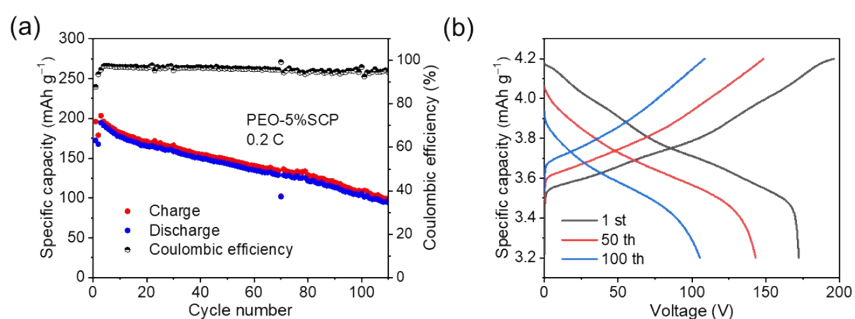 (a)
300
250
200
150
100
50
0
Specific capacity (mAh g⁻¹)
100
80
60
40
20
0
Coulombic efficiency (%)
PEO-5%SCP
0.2 C
Charge
Discharge
Coulombic efficiency
0 20 40 60 80 100
Cycle number
(b)
4.2
4.0
3.8
3.6
3.4
3.2
Specific capacity (mAh g⁻¹)
1 st
50 th
100 th
0 50 100 150 200
Voltage (V)